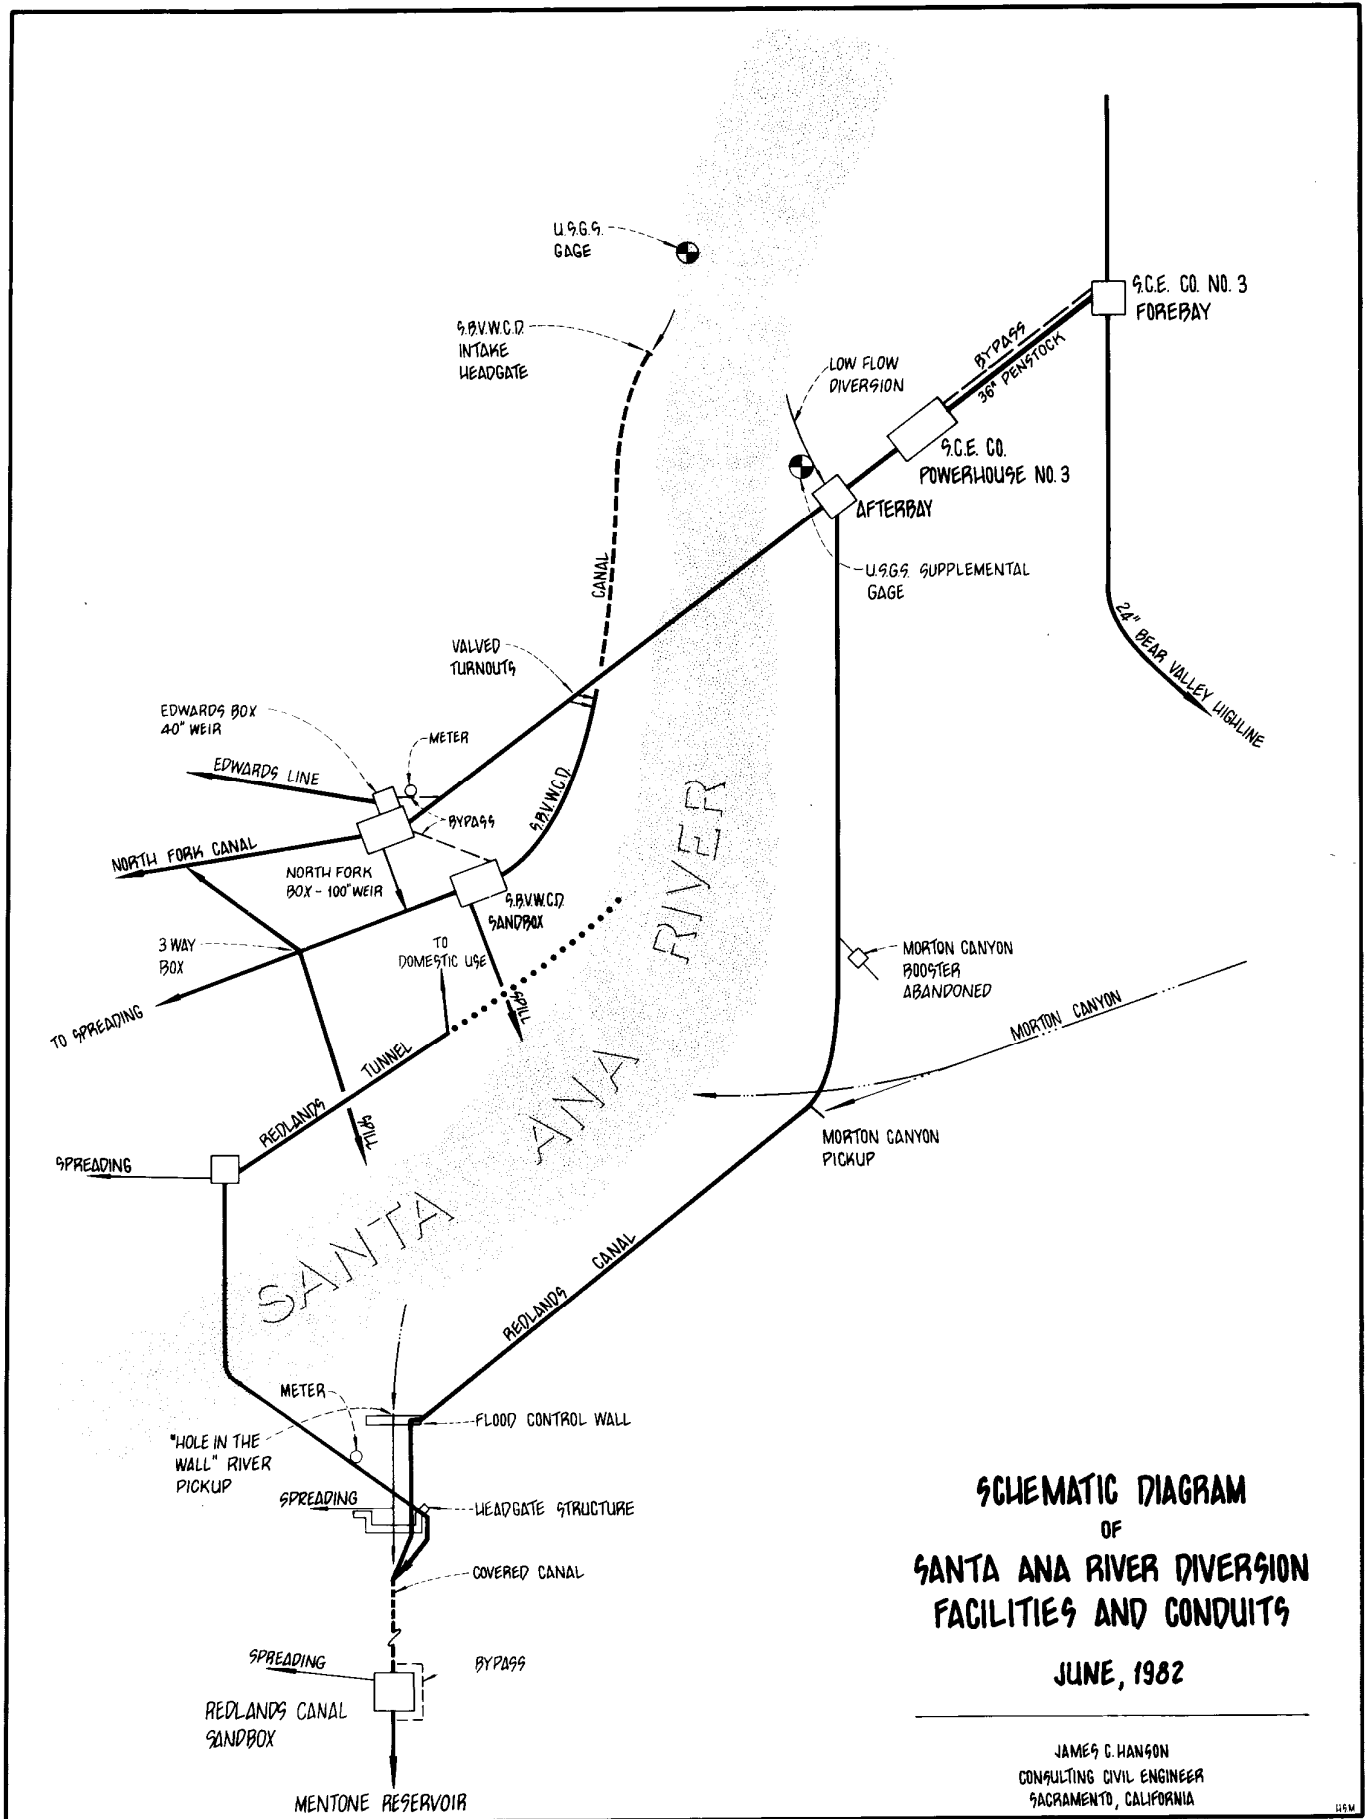 U.S.G.S.
GAGE
S.C.E. CO. NO. 3
FOREBAY
S.B.V.W.C.D.
INTAKE
HEADGATE
BYPASS
36" PENSTOCK
LOW FLOW
DIVERSION
S.C.E. CO.
POWERHOUSE NO. 3
AFTERBAY
U.S.G.S. SUPPLEMENTAL
GAGE
CANAL
24" BEAR VALLEY HIGHLINE
VALVED
TURNOUTS
EDWARDS BOX
40" WEIR
METER
EDWARDS LINE
S.B.V.W.C.D.
BYPASS
NORTH FORK CANAL
NORTH FORK
BOX - 100" WEIR
S.B.V.W.C.D.
SANDBOX
3 WAY
BOX
TO
DOMESTIC USE
TO SPREADING
SPILL
MORTON CANYON
BOOSTER
ABANDONED
MORTON CANYON
REDLANDS TUNNEL
SPILL
SPREADING
MORTON CANYON
PICKUP
SANTA ANA RIVER
REDLANDS CANAL
METER
FLOOD CONTROL WALL
"HOLE IN THE
WALL" RIVER
PICKUP
SPREADING
HEADGATE STRUCTURE
COVERED CANAL
SPREADING
BYPASS
REDLANDS CANAL
SANDBOX
MENTONE RESERVOIR
SCHEMATIC DIAGRAM
OF
SANTA ANA RIVER DIVERSION
FACILITIES AND CONDUITS
JUNE, 1982
JAMES C. HANSON
CONSULTING CIVIL ENGINEER
SACRAMENTO, CALIFORNIA